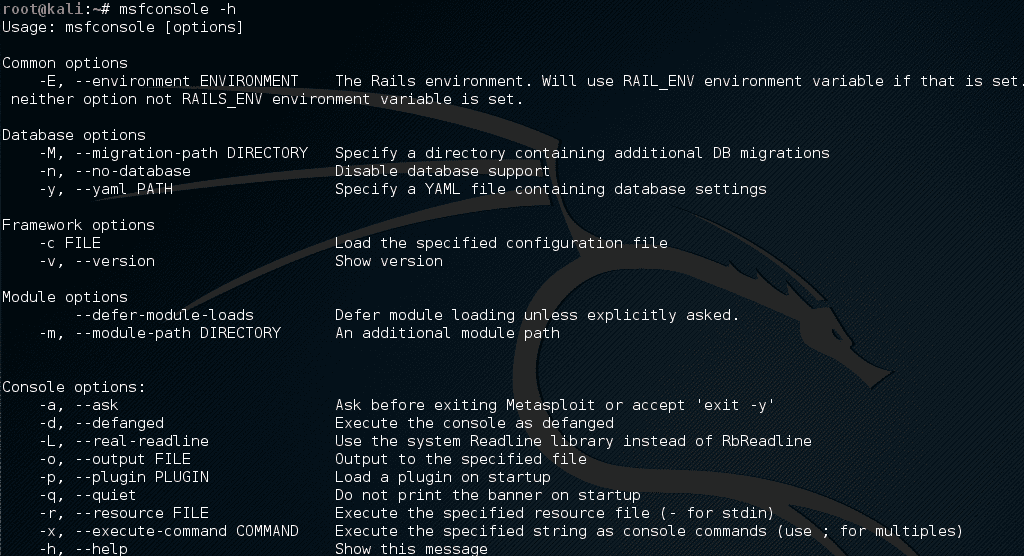 root@kali:~# msfconsole -h
Usage: msfconsole [options]
Common options
-E, --environment ENVIRONMENT The Rails environment. Will use RAIL_ENV environment variable if that is set.
neither option not RAILS_ENV environment variable is set.
Database options
-M, --migration-path DIRECTORY Specify a directory containing additional DB migrations
-n, --no-database Disable database support
-y, --yaml PATH Specify a YAML file containing database settings
Framework options
-c FILE Load the specified configuration file
-v, --version Show version
Module options
--defer-module-loads Defer module loading unless explicitly asked.
-m, --module-path DIRECTORY An additional module path
Console options:
-a, --ask Ask before exiting Metasploit or accept 'exit -y'
-d, --defanged Execute the console as defanged
-L, --real-readline Use the system Readline library instead of RbReadline
-o, --output FILE Output to the specified file
-p, --plugin PLUGIN Load a plugin on startup
-q, --quiet Do not print the banner on startup
-r, --resource FILE Execute the specified resource file (- for stdin)
-x, --execute-command COMMAND Execute the specified string as console commands (use ; for multiples)
-h, --help Show this message